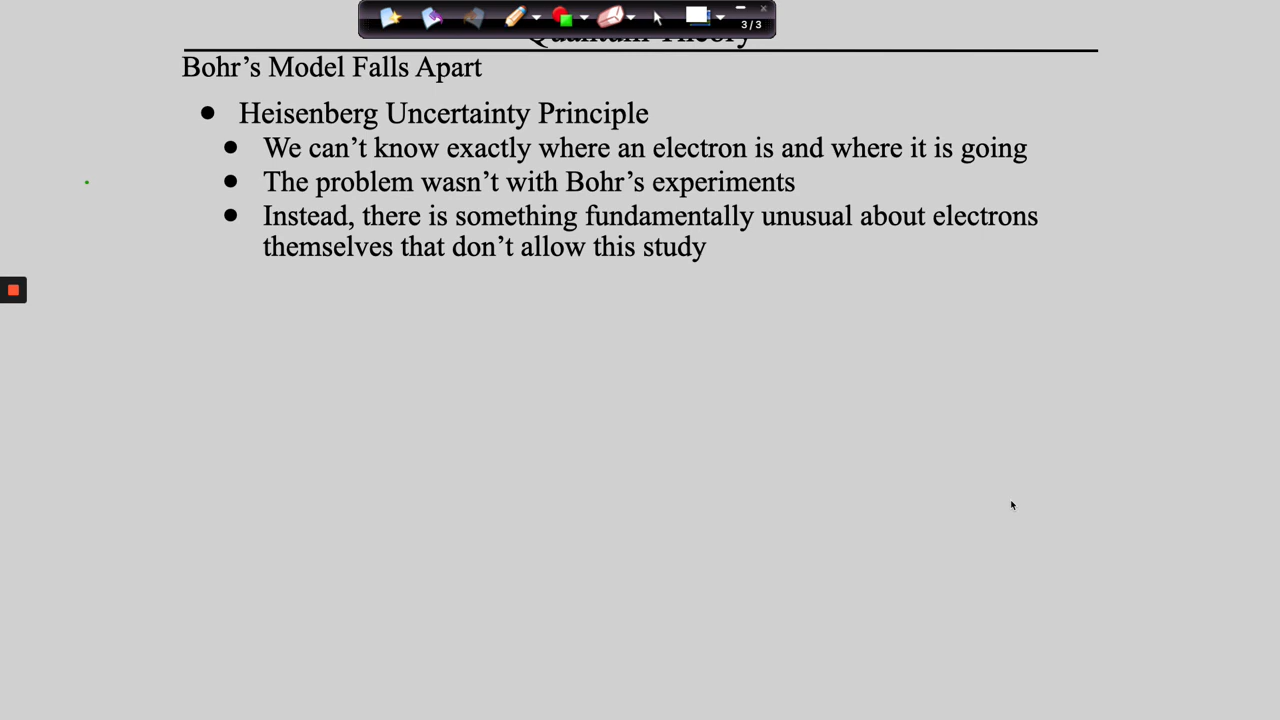 3 / 3
Quantum Theory
Bohr’s Model Falls Apart
● Heisenberg Uncertainty Principle
● We can’t know exactly where an electron is and where it is going
● The problem wasn’t with Bohr’s experiments
● Instead, there is something fundamentally unusual about electrons
themselves that don’t allow this study